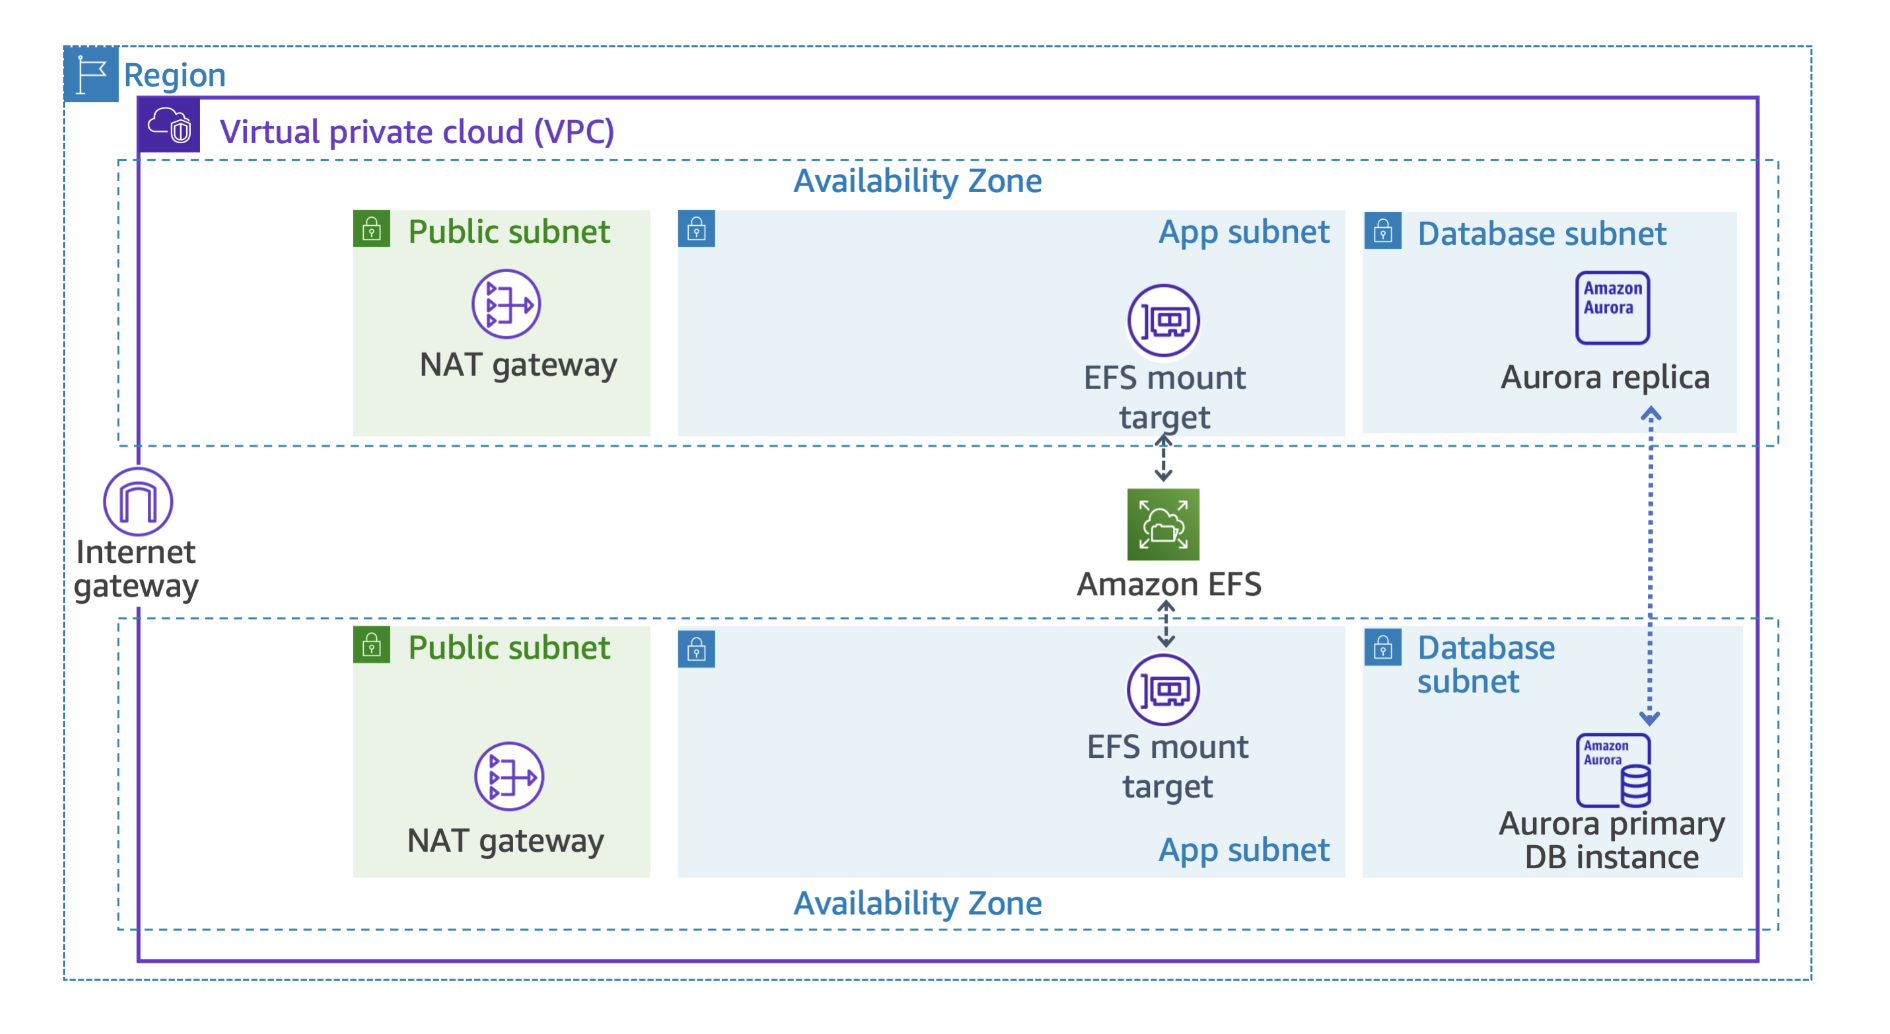 Region
Virtual private cloud (VPC)
Availability Zone
Public subnet
App subnet
Database subnet
Amazon
Aurora
NAT gateway
EFS mount
target
Aurora replica
Internet
gateway
Amazon EFS
Public subnet
Database
subnet
EFS mount
target
Amazon
Aurora
NAT gateway
App subnet
Aurora primary
DB instance
Availability Zone